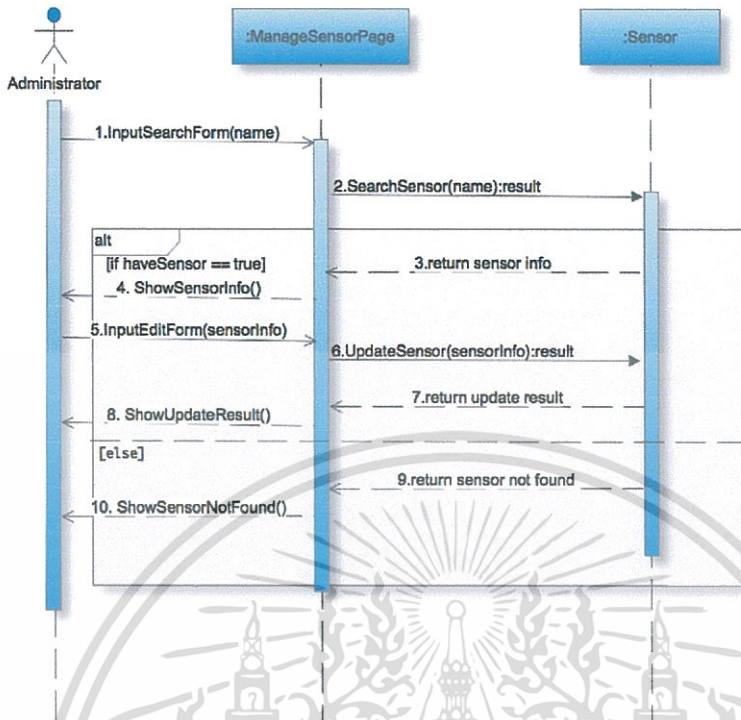 :ManageSensorPage
:Sensor
Administrator
1.InputSearchForm(name)
2.SearchSensor(name):result
alt
[if haveSensor == true]
3.return sensor info
4. ShowSensorInfo()
5.InputEditForm(sensorInfo)
6.UpdateSensor(sensorInfo):result
7.return update result
8. ShowUpdateResult()
[else]
9.return sensor not found
10. ShowSensorNotFound()